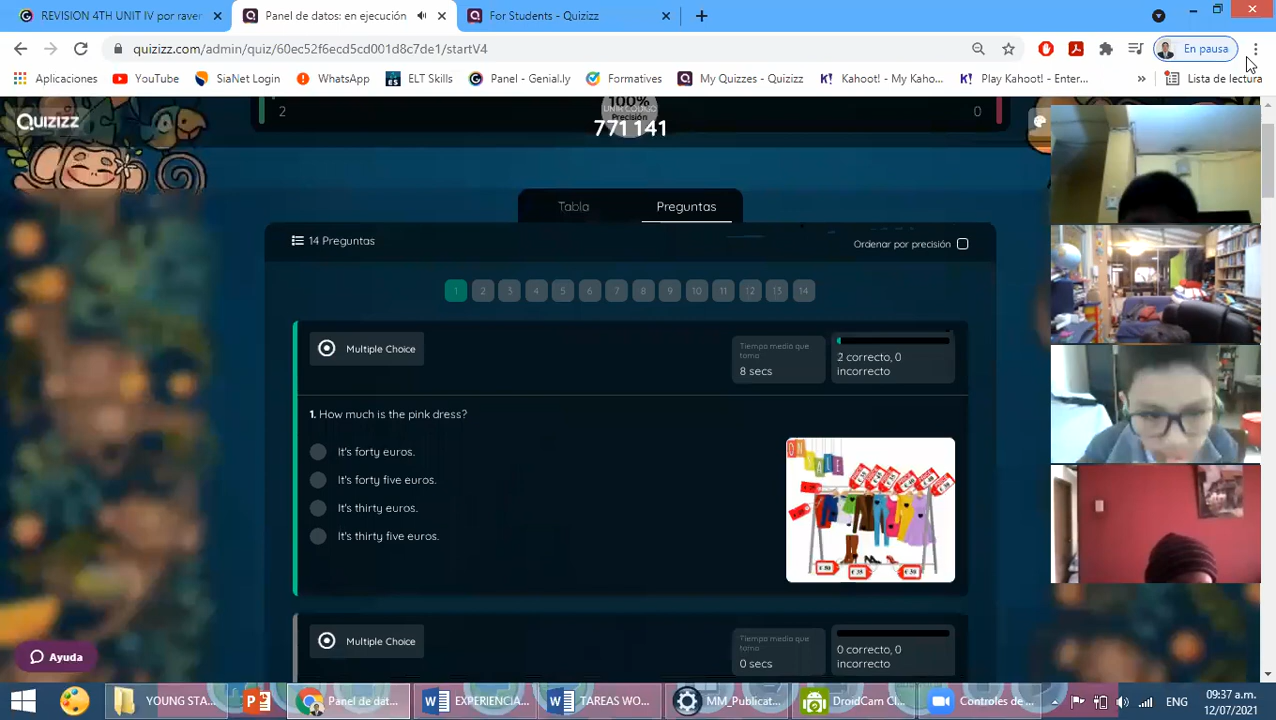 REVISION 4TH UNIT IV por raver
Panel de datos: en ejecución
For Students - Quizizz
quizizz.com/admin/quiz/60ec52f6ecd5cd001d8c7de1/startV4
En pausa
Aplicaciones
YouTube
SiaNet Login
WhatsApp
ELT Skills
Panel - Genial.ly
Formatives
My Quizzes - Quizizz
Kahoot! - My Kaho...
Play Kahoot! - Enter...
»
Lista de lectura
Quizizz
2
100%
UNIR CÓDIGO
Precisión
771 141
0
Tabla
Preguntas
14 Preguntas
Ordenar por precisión
2 3 4 5 6 7 8 9 10 11 12 13 14
Multiple Choice
Tiempo medio que
tomo
8 secs
2 correcto, 0
incorrecto
1. How much is the pink dress?
It's forty euros.
It's forty five euros.
It's thirty euros.
It's thirty five euros.
Multiple Choice
Tiempo medio que
tomo
0 secs
0 correcto, 0
incorrecto
Ayuda
YOUNG STA...
Panel de dat...
EXPERIENCIA...
TAREAS WO...
MM_Publicat...
DroidCam Cl...
Controles de ...
ENG
09:37 a.m.
12/07/2021